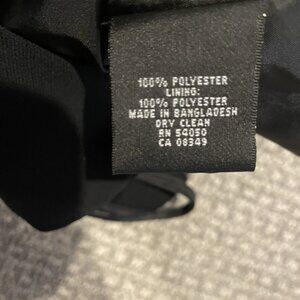 100% POLYESTER
LINING:
100% POLYESTER
MADE IN BANGLADESH
DRY CLEAN
RN 54050
CA 08349